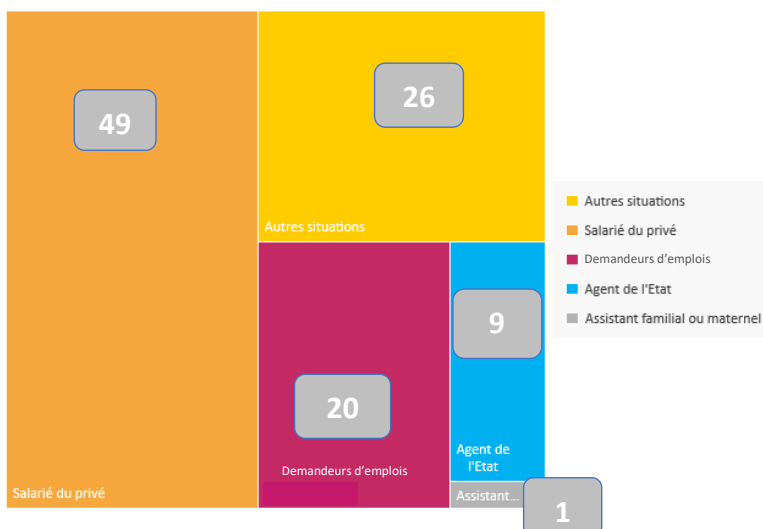 49
26
Autres situations
Salarié du privé
20
Demandeurs d'emplois
9
Agent de
l'Etat
Assistant...
1
Autres situations
Salarié du privé
Demandeurs d'emplois
Agent de l'Etat
Assistant familial ou maternel